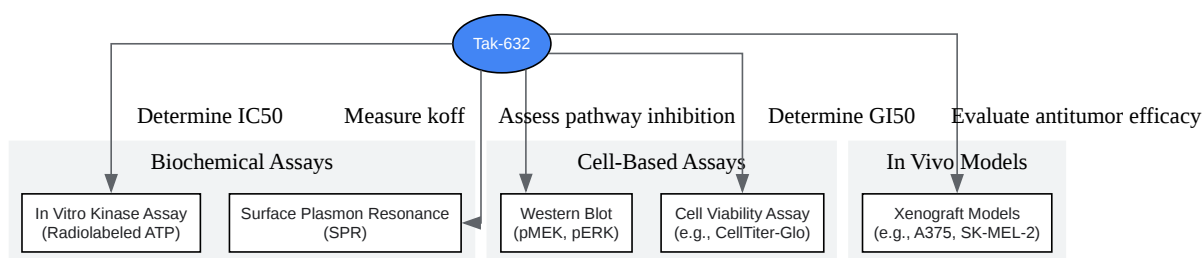 Tak-632
Determine IC50
Measure koff
Assess pathway inhibition
Determine GI50
Evaluate antitumor efficacy
Biochemical Assays
Cell-Based Assays
In Vivo Models
In Vitro Kinase Assay
(Radiolabeled ATP)
Surface Plasmon Resonance
(SPR)
Western Blot
(pMEK, pERK)
Cell Viability Assay
(e.g., CellTiter-Glo)
Xenograft Models
(e.g., A375, SK-MEL-2)